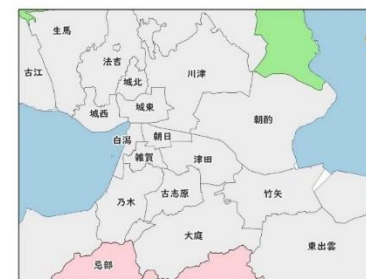 生馬
古江
法吉
城北
川津
城西
城東
朝酌
白潟
朝日
雑賀
津田
乃木
古志原
竹矢
大庭
東出雲
忌部